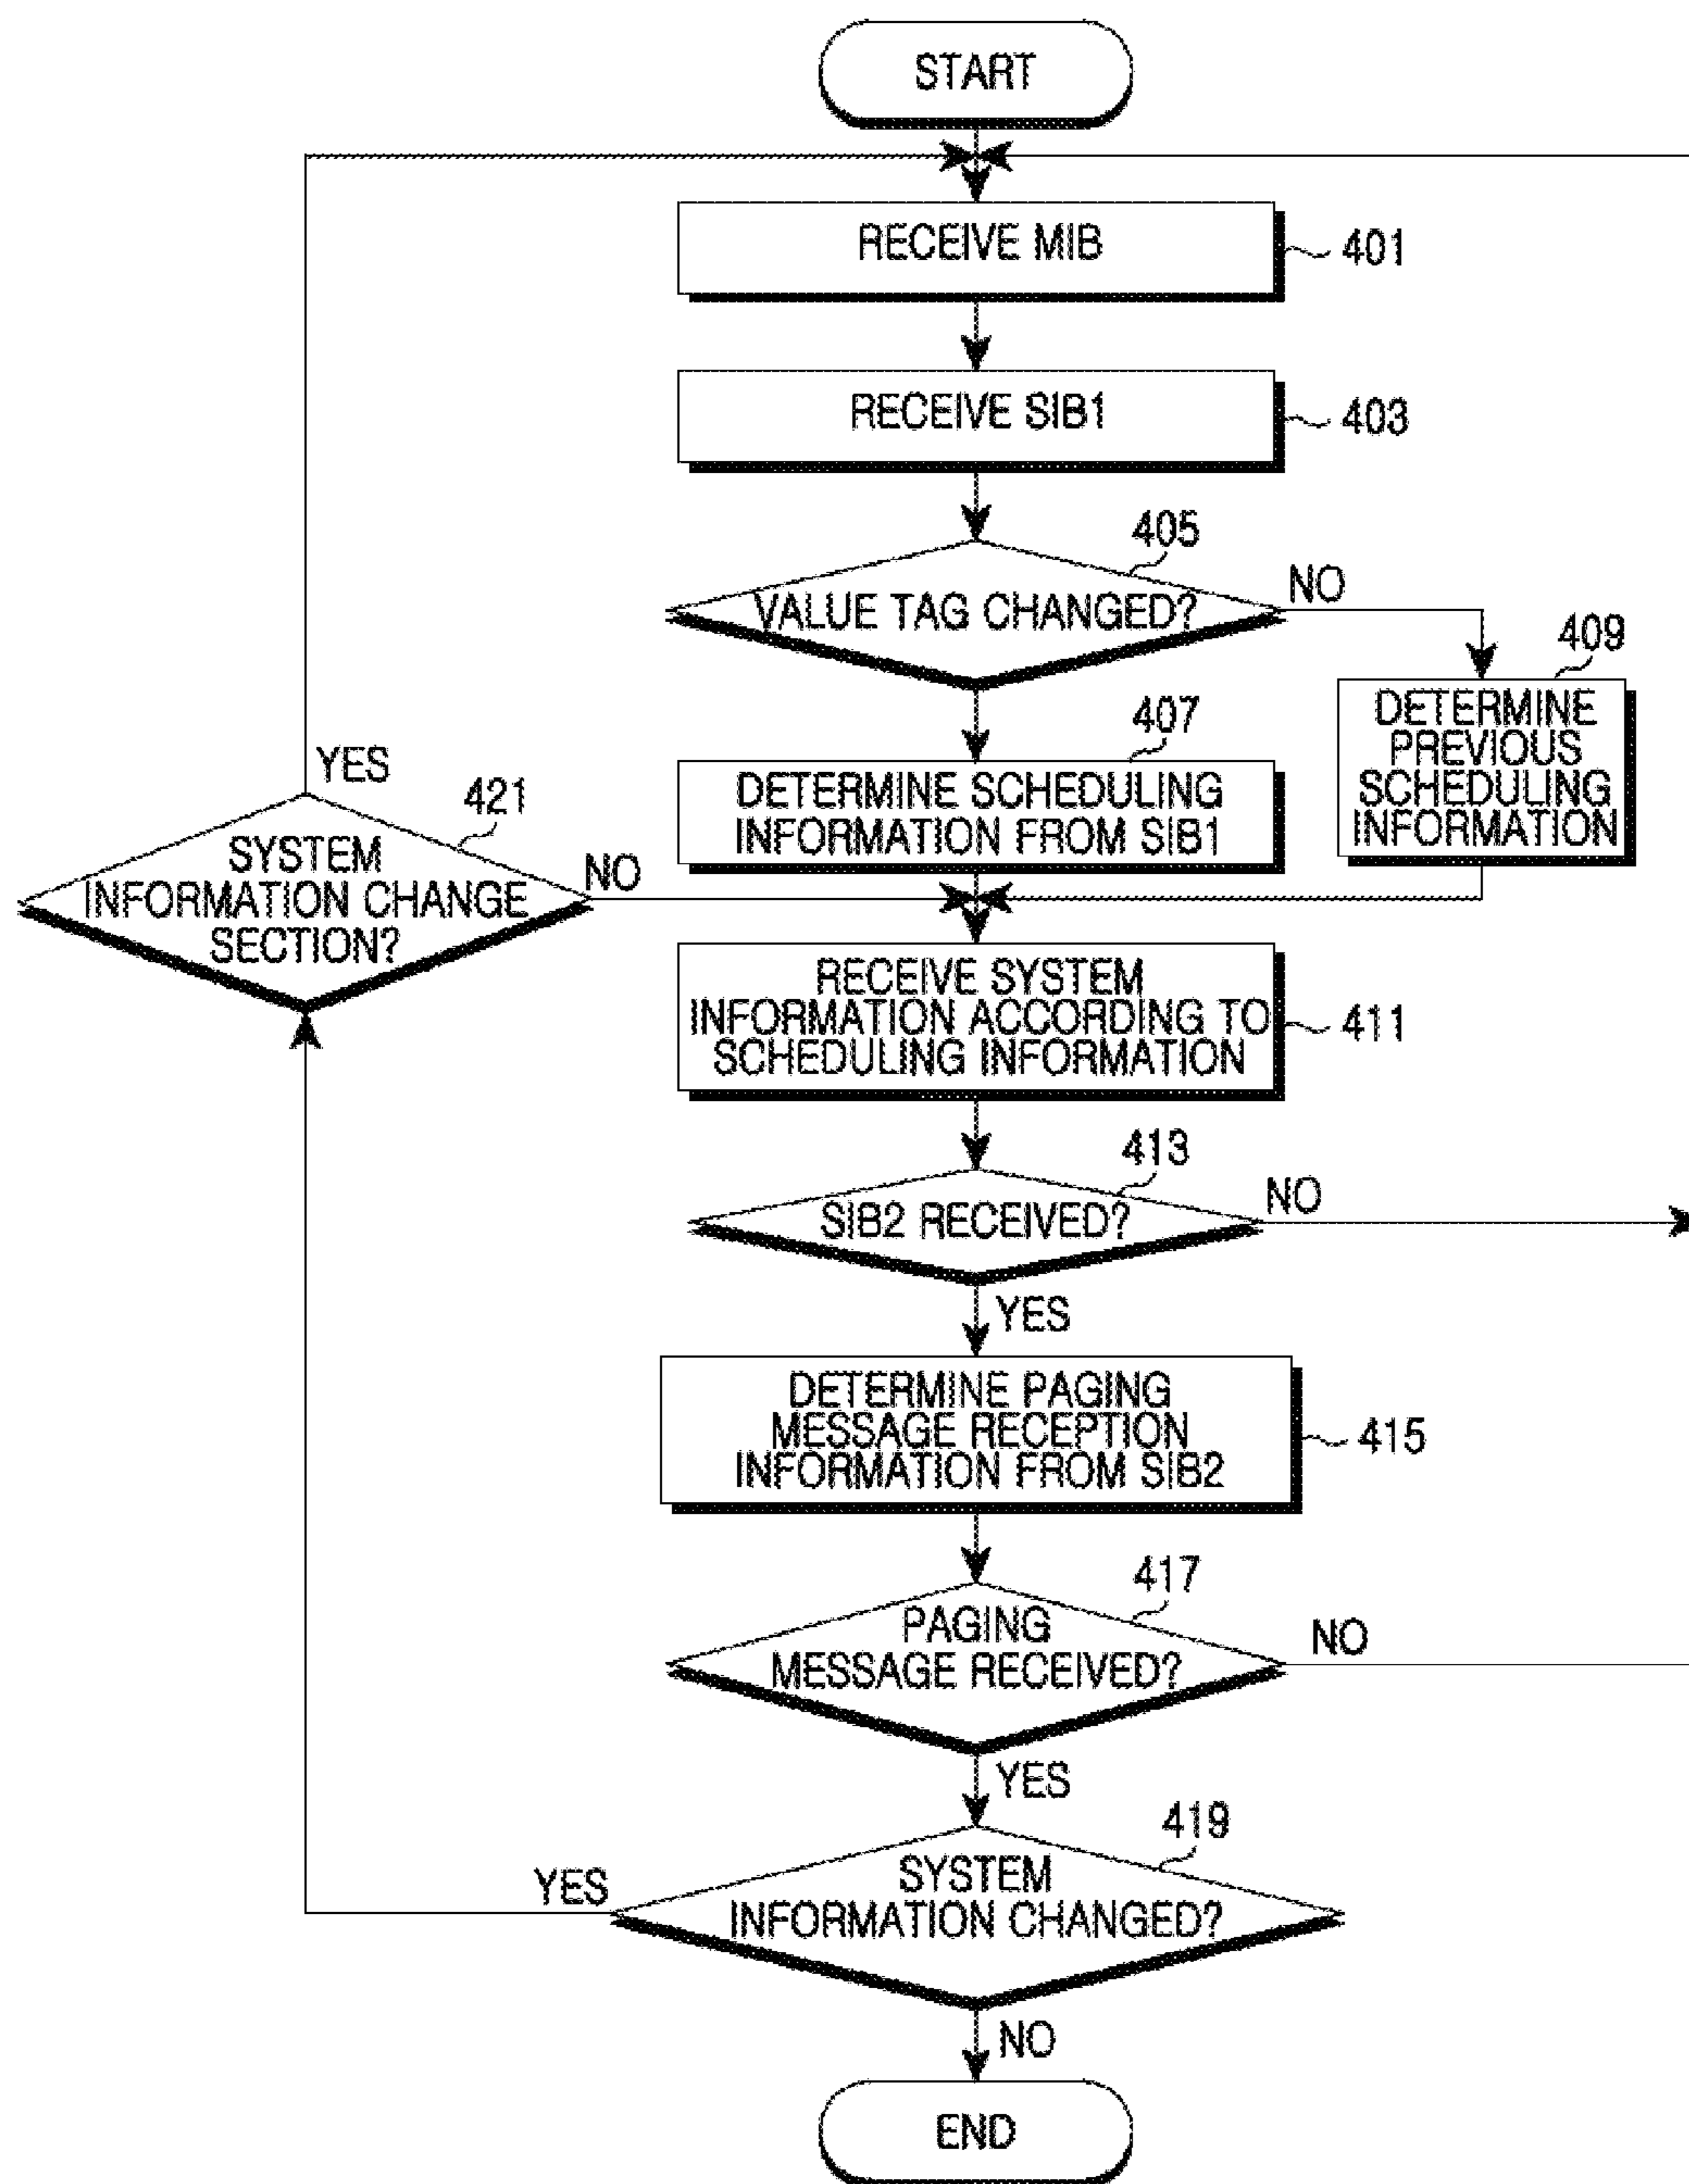 START
RECEIVE MIB
401
RECEIVE SIB1
403
405
VALUE TAG CHANGED?
NO
409
DETERMINE
PREVIOUS
SCHEDULING
INFORMATION
407
DETERMINE SCHEDULING
INFORMATION FROM SIB1
YES
421
SYSTEM
INFORMATION CHANGE
SECTION?
NO
RECEIVE SYSTEM
INFORMATION ACCORDING TO
SCHEDULING INFORMATION
411
413
SIB2 RECEIVED?
NO
YES
DETERMINE PAGING
MESSAGE RECEPTION
INFORMATION FROM SIB2
415
417
PAGING
MESSAGE RECEIVED?
NO
YES
419
SYSTEM
INFORMATION CHANGED?
YES
NO
END